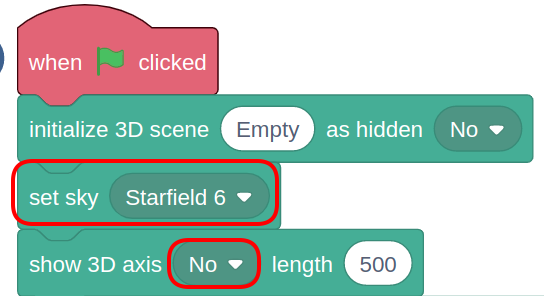 when clicked
initialize 3D scene Empty as hidden No
set sky Starfield 6
show 3D axis No length 500